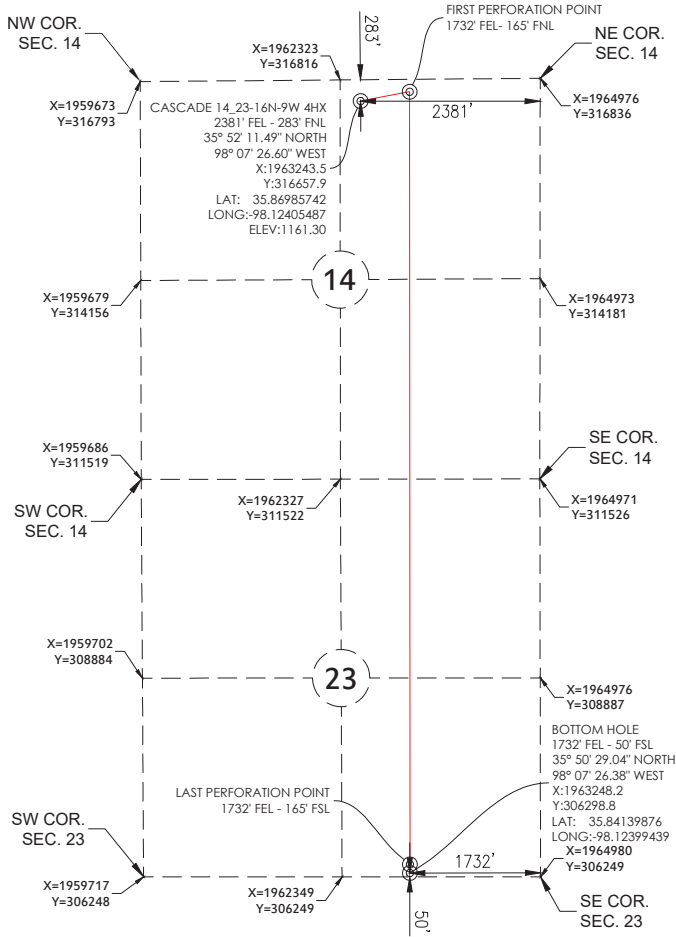 FIRST PERFORATION POINT
1732' FEL- 165' FNL
NW COR.
SEC. 14
283'
NE COR.
SEC. 14
X=1962323
Y=316816
X=1959673
Y=316793
CASCADE 14_23-16N-9W 4HX
2381' FEL - 283' FNL
35° 52' 11.49" NORTH
98° 07' 26.60" WEST
X:1963243.5
Y:316657.9
LAT: 35.86985742
LONG:-98.12405487
ELEV:1161.30
2381'
X=1964976
Y=316836
14
X=1959679
Y=314156
X=1964973
Y=314181
X=1959686
Y=311519
SE COR.
SEC. 14
SW COR.
SEC. 14
X=1962327
Y=311522
X=1964971
Y=311526
X=1959702
Y=308884
23
X=1964976
Y=308887
BOTTOM HOLE
1732' FEL - 50' FSL
35° 50' 29.04" NORTH
98° 07' 26.38" WEST
X:1963248.2
Y:306298.8
LAT: 35.84139876
LONG:-98.12399439
LAST PERFORATION POINT
1732' FEL - 165' FSL
SW COR.
SEC. 23
1732'
X=1964980
Y=306249
X=1959717
Y=306248
X=1962349
Y=306249
50'
SE COR.
SEC. 23